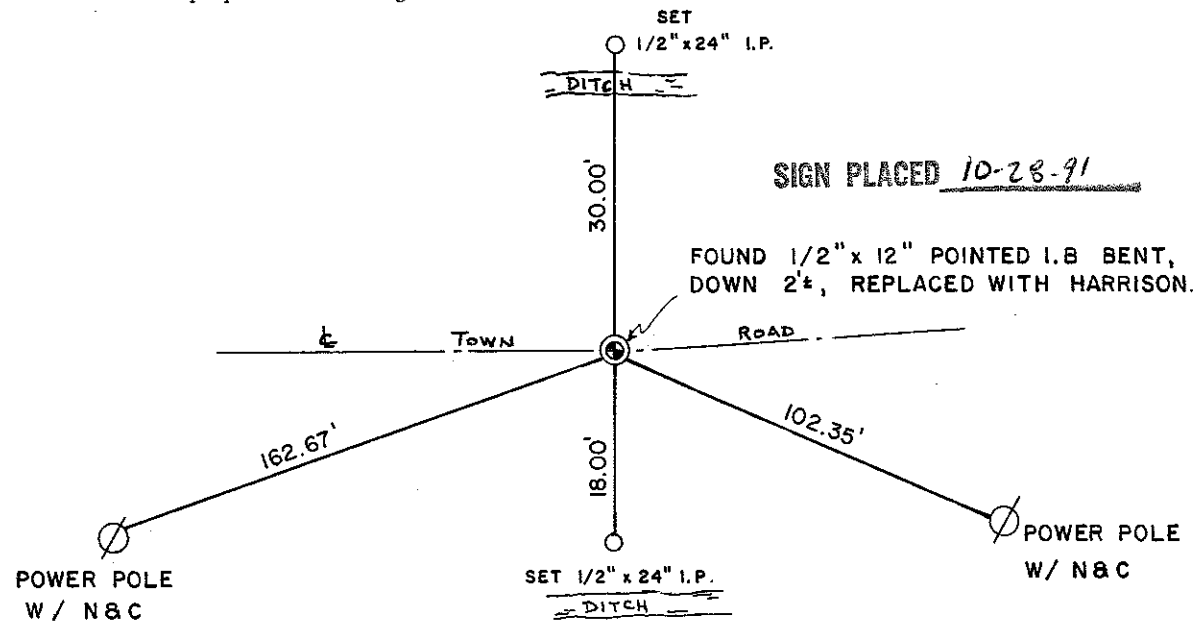 SET
1/2" x 24" I.P.
DITCH
30.00'
SIGN PLACED 10-28-91
FOUND 1/2" x 12" POINTED I.B BENT,
DOWN 2'±, REPLACED WITH HARRISON.
℄ TOWN ROAD
162.67'
18.00'
102.35'
POWER POLE
W/ N&C
SET 1/2" x 24" I.P.
DITCH
POWER POLE
W/ N&C